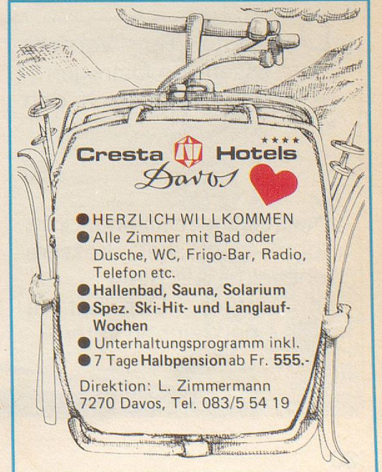 ★★★★
Cresta Hotels
Davos
● HERZLICH WILLKOMMEN
● Alle Zimmer mit Bad oder
Dusche, WC, Frigo-Bar, Radio,
Telefon etc.
● Hallenbad, Sauna, Solarium
● Spez. Ski-Hit- und Langlauf-
Wochen
● Unterhaltungsprogramm inkl.
● 7 Tage Halbpension ab Fr. 555.-
Direktion: L. Zimmermann
7270 Davos, Tel. 083/5 54 19